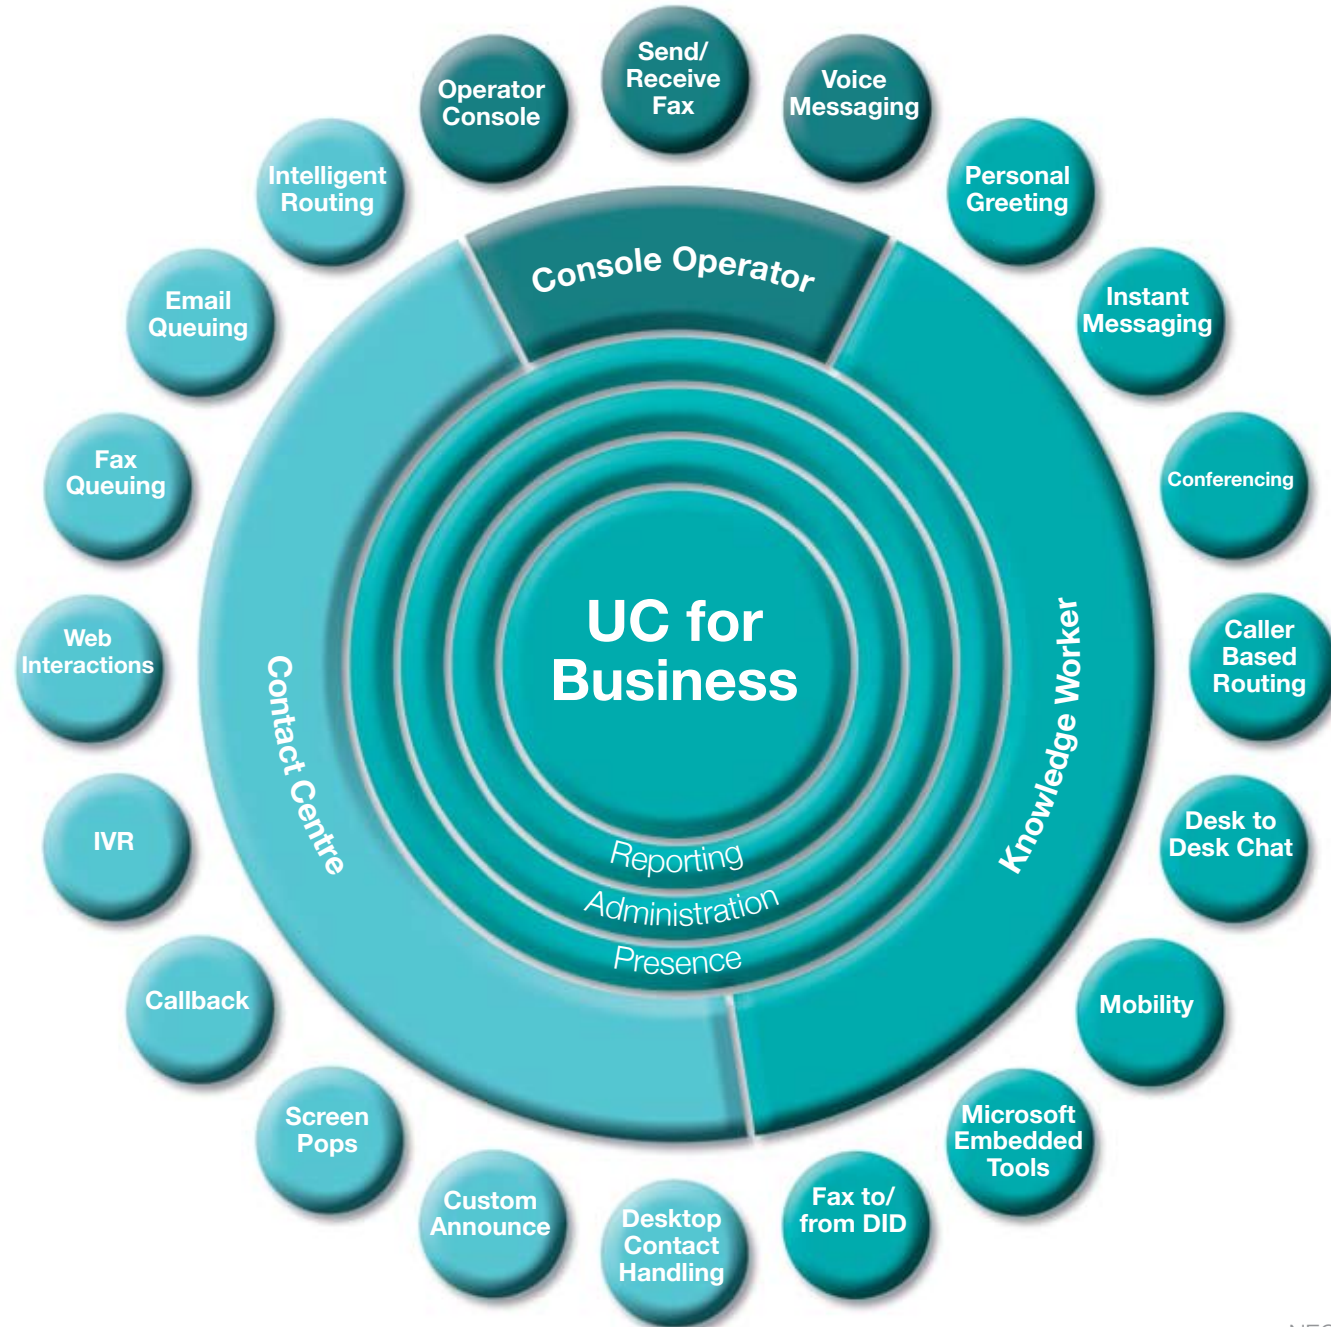 Send/
Receive
Fax
Operator
Console
Voice
Messaging
Intelligent
Routing
Personal
Greeting
Console Operator
Email
Queuing
Instant
Messaging
Fax
Queuing
Conferencing
UC for
Business
Web
Interactions
Caller
Based
Routing
Contact Centre
Knowledge Worker
IVR
Desk to
Desk Chat
Reporting
Administration
Presence
Callback
Mobility
Screen
Pops
Microsoft
Embedded
Tools
Custom
Announce
Fax to/
from DID
Desktop
Contact
Handling